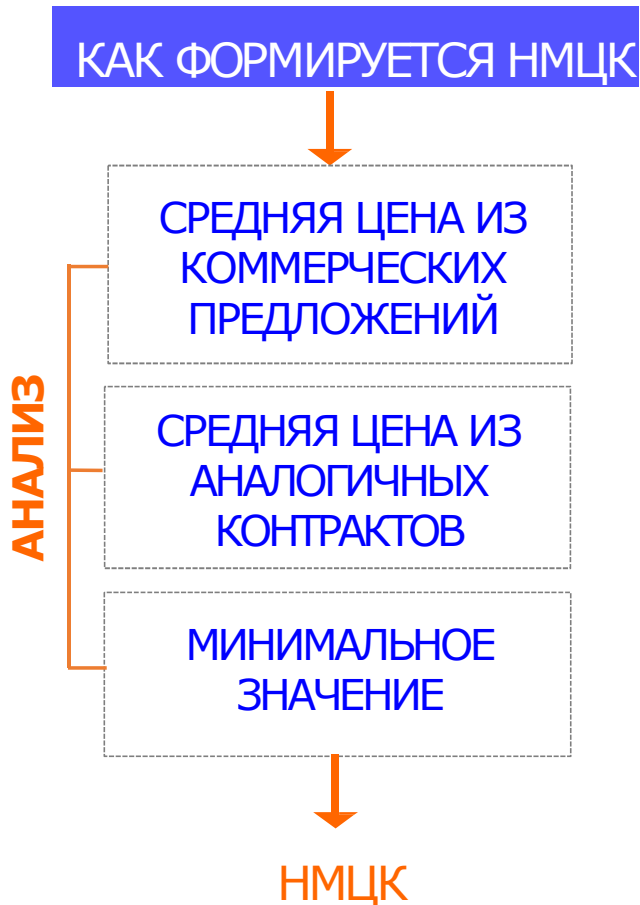 КАК ФОРМИРУЕТСЯ НМЦК
СРЕДНЯЯ ЦЕНА ИЗ
КОММЕРЧЕСКИХ
ПРЕДЛОЖЕНИЙ
АНАЛИЗ
СРЕДНЯЯ ЦЕНА ИЗ
АНАЛОГИЧНЫХ
КОНТРАКТОВ
МИНИМАЛЬНОЕ
ЗНАЧЕНИЕ
НМЦК